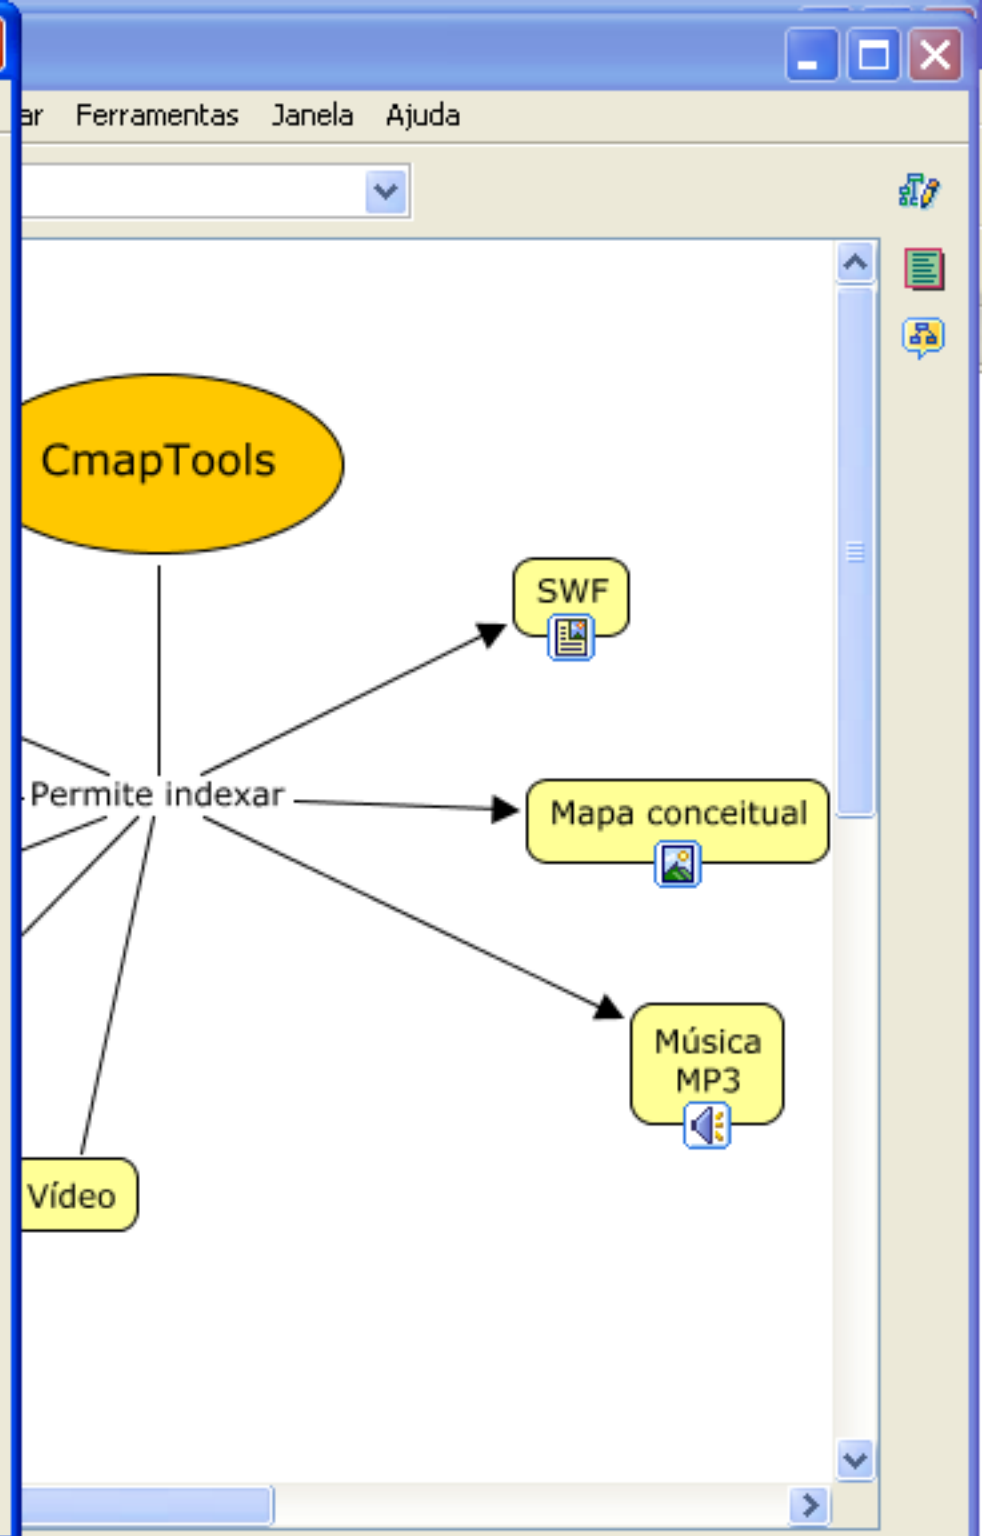 ar Ferramentas Janela Ajuda
CmapTools
SWF
Permite indexar
Mapa conceitual
Música
MP3
Vídeo